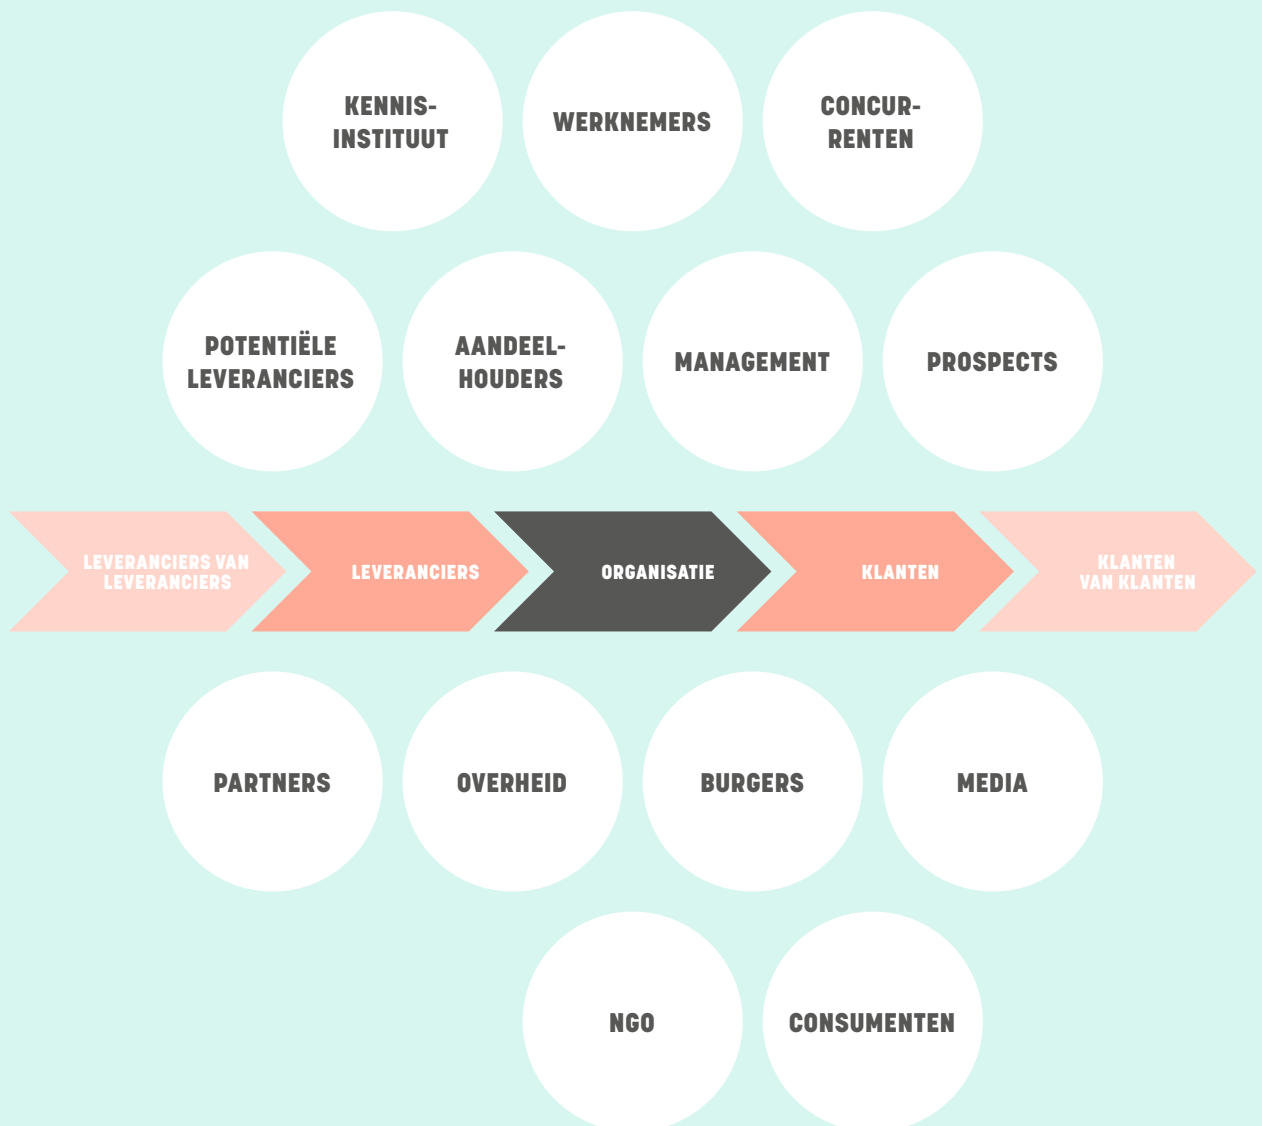 KENNIS-
INSTITUUT
WERKNEMERS
CONCUR-
RENTEN
POTENTIËLE
LEVERANCIERS
AANDEEL-
HOUDERS
MANAGEMENT
PROSPECTS
LEVERANCIERS VAN
LEVERANCIERS
LEVERANCIERS
ORGANISATIE
KLANTEN
KLANTEN
VAN KLANTEN
PARTNERS
OVERHEID
BURGERS
MEDIA
NGO
CONSUMENTEN